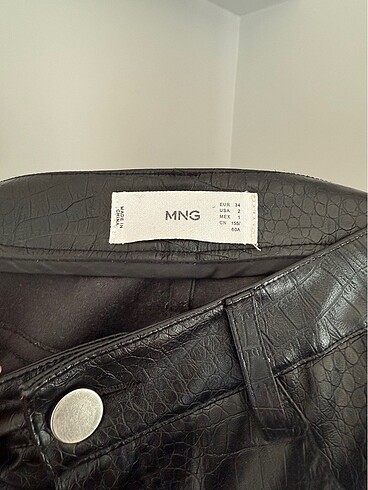 MADE IN
CHINA
MNG
EUR 34
USA 2
MEX 1
CN 155/
60A